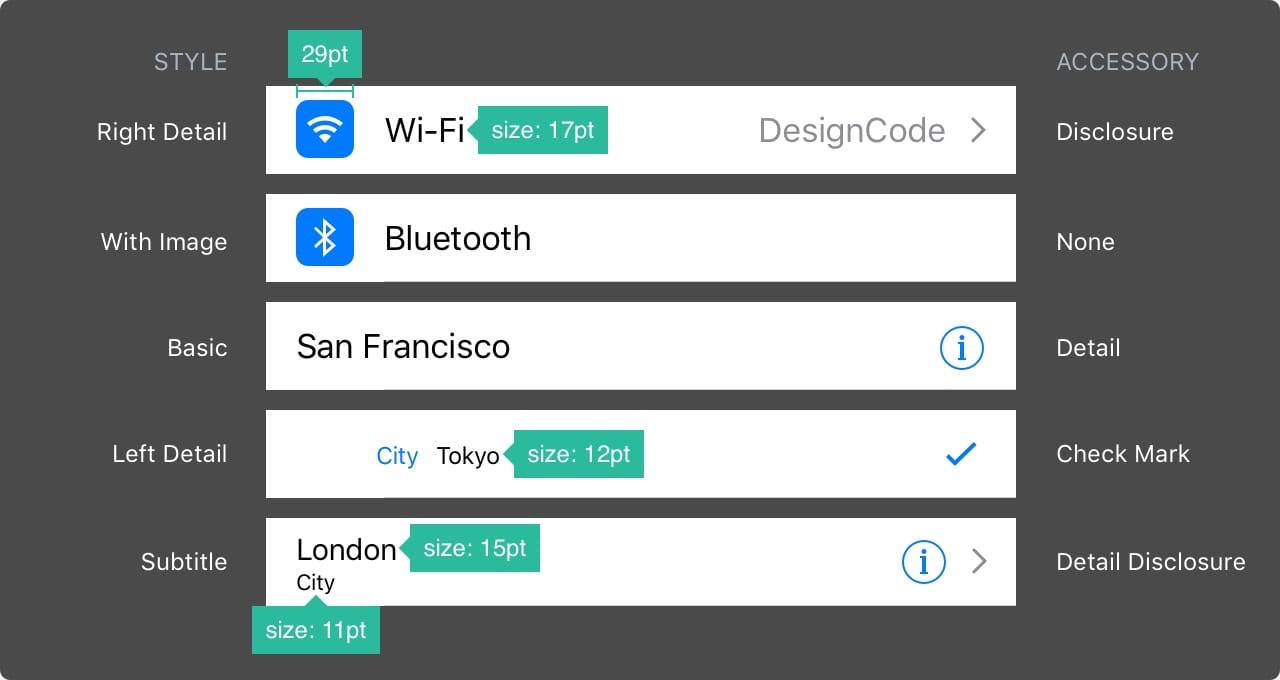 29pt
STYLE
ACCESSORY
Right Detail
Wi-Fi
size: 17pt
DesignCode
Disclosure
With Image
Bluetooth
None
Basic
San Francisco
i
Detail
Left Detail
City
Tokyo
size: 12pt
Check Mark
Subtitle
London
size: 15pt
City
i
Detail Disclosure
size: 11pt